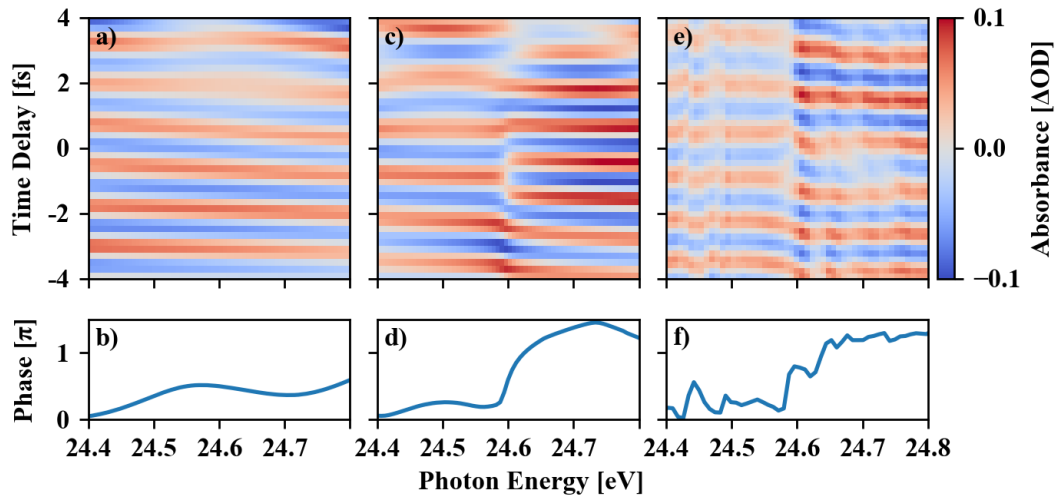 a)
c)
e)
4
2
0
−2
−4
Time Delay [fs]
0.1
0.0
−0.1
Absorbance [ΔOD]
b)
d)
f)
1
0
Phase [π]
24.4 24.5 24.6 24.7 24.4 24.5 24.6 24.7 24.4 24.5 24.6 24.7 24.8
Photon Energy [eV]